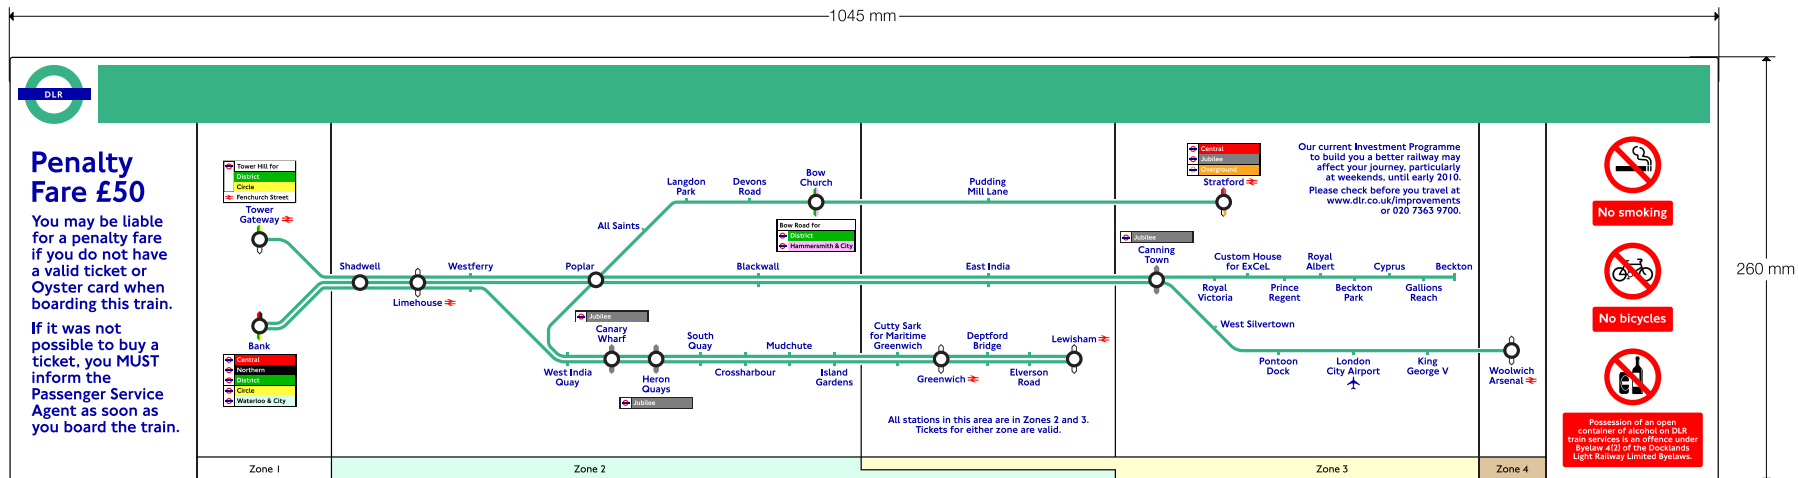 1045 mm
260 mm
DLR
Penalty
Fare £50
You may be liable
for a penalty fare
if you do not have
a valid ticket or
Oyster card when
boarding this train.
If it was not
possible to buy a
ticket, you MUST
inform the
Passenger Service
Agent as soon as
you board the train.
Tower Hill for
District
Circle
Fenchurch Street
Tower
Gateway
Bank
Central
Northern
District
Circle
Waterloo & City
Shadwell
Limehouse
Westferry
Poplar
All Saints
Langdon
Park
Devons
Road
Bow
Church
Bow Road for
District
Hammersmith & City
Pudding
Mill Lane
Central
Jubilee
Overground
Stratford
Blackwall
East India
Jubilee
Canning
Town
Royal
Victoria
Custom House
for ExCeL
Prince
Regent
Royal
Albert
Beckton
Park
Cyprus
Gallions
Reach
Beckton
West Silvertown
Pontoon
Dock
London
City Airport
King
George V
Woolwich
Arsenal
West India
Quay
Jubilee
Canary
Wharf
Heron
Quays
Jubilee
South
Quay
Crossharbour
Mudchute
Island
Gardens
Cutty Sark
for Maritime
Greenwich
Greenwich
Deptford
Bridge
Elverson
Road
Lewisham
All stations in this area are in Zones 2 and 3.
Tickets for either zone are valid.
Our current Investment Programme
to build you a better railway may
affect your journey, particularly
at weekends, until early 2010.
Please check before you travel at
www.dlr.co.uk/improvements
or 020 7363 9700.
Zone 1
Zone 2
Zone 3
Zone 4
No smoking
No bicycles
Possession of an open
container of alcohol on DLR
train services is an offence under
Byelaw 4(2) of the Docklands
Light Railway Limited Byelaws.